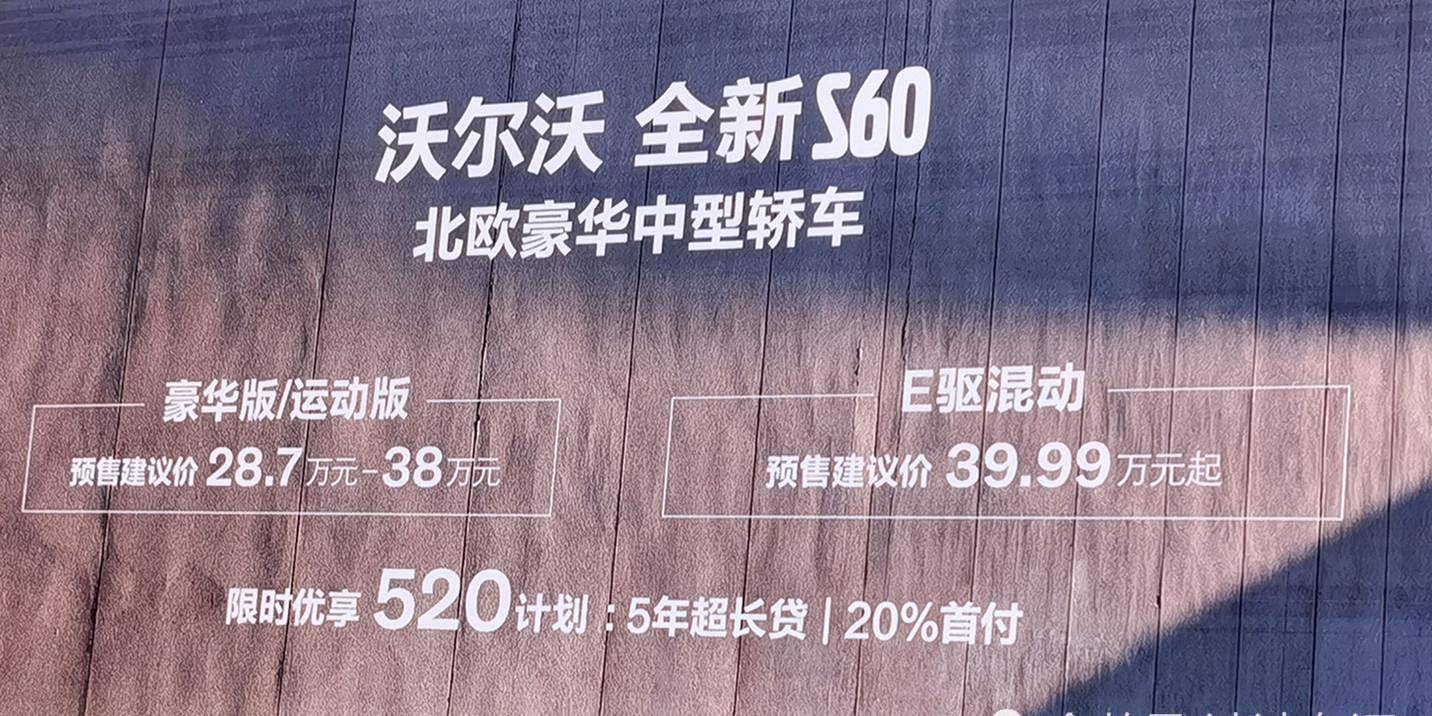 沃尔沃 全新S60
北欧豪华中型轿车
豪华版/运动版
预售建议价 28.7万元-38万元
E驱混动
预售建议价 39.99万元起
限时优享 520计划：5年超长贷 | 20%首付